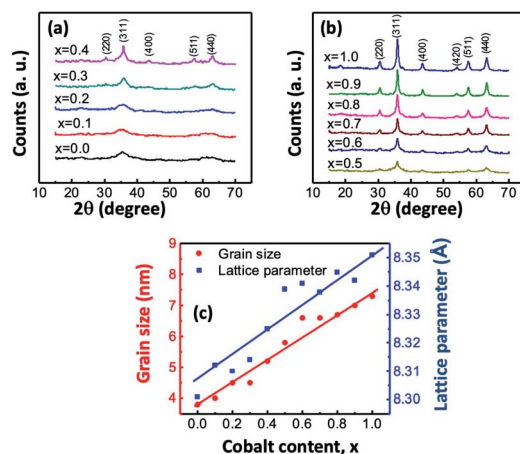 (a)
(220)
(311)
(400)
(511)
(440)
x=0.4
x=0.3
x=0.2
x=0.1
x=0.0
Counts (a. u.)
10 20 30 40 50 60 70
2θ (degree)
(b)
(220)
(311)
(400)
(420)
(511)
(440)
x=1.0
x=0.9
x=0.8
x=0.7
x=0.6
x=0.5
Counts (a. u.)
10 20 30 40 50 60 70
2θ (degree)
(c)
Grain size
Lattice parameter
Grain size (nm)
9
8
7
6
5
4
Lattice parameter (Å)
8.35
8.34
8.33
8.32
8.31
8.30
0.0 0.2 0.4 0.6 0.8 1.0
Cobalt content, x